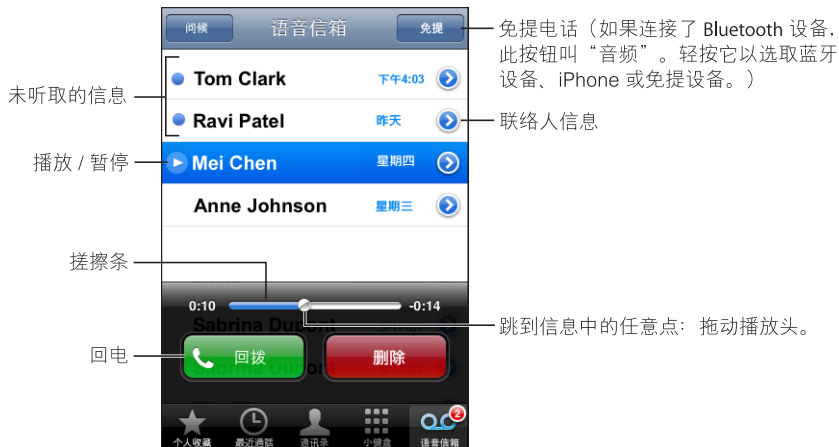 问候
语音信箱
免提
免提电话（如果连接了 Bluetooth 设备，
此按钮叫“音频”。轻按它以选取蓝牙
设备、iPhone 或免提设备。）
未听取的信息
Tom Clark
下午4:03
Ravi Patel
昨天
联络人信息
播放 / 暂停
Mei Chen
星期四
Anne Johnson
星期三
搓擦条
0:10
-0:14
Sabrina Dupont
跳到信息中的任意点：拖动播放头。
回电
回拨
删除
个人收藏
最近通话
通讯录
小键盘
语音信箱
2